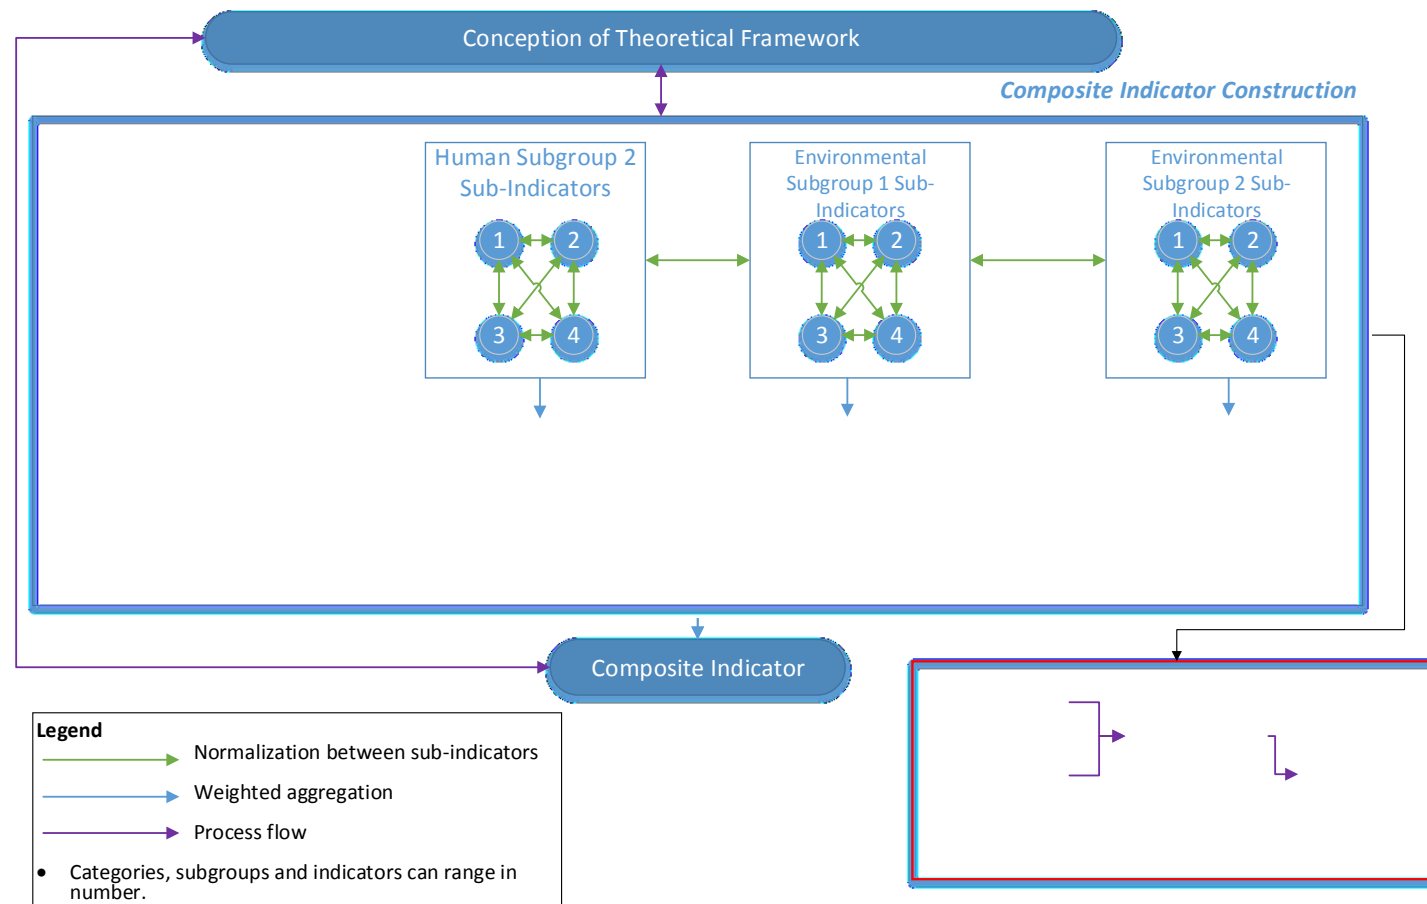 Conception of Theoretical Framework
Composite Indicator Construction
Human Subgroup 2
Sub-Indicators
1
2
3
4
Environmental
Subgroup 1 Sub-
Indicators
1
2
3
4
Environmental
Subgroup 2 Sub-
Indicators
1
2
3
4
Composite Indicator
Legend
Normalization between sub-indicators
Weighted aggregation
Process flow
• Categories, subgroups and indicators can range in
number.